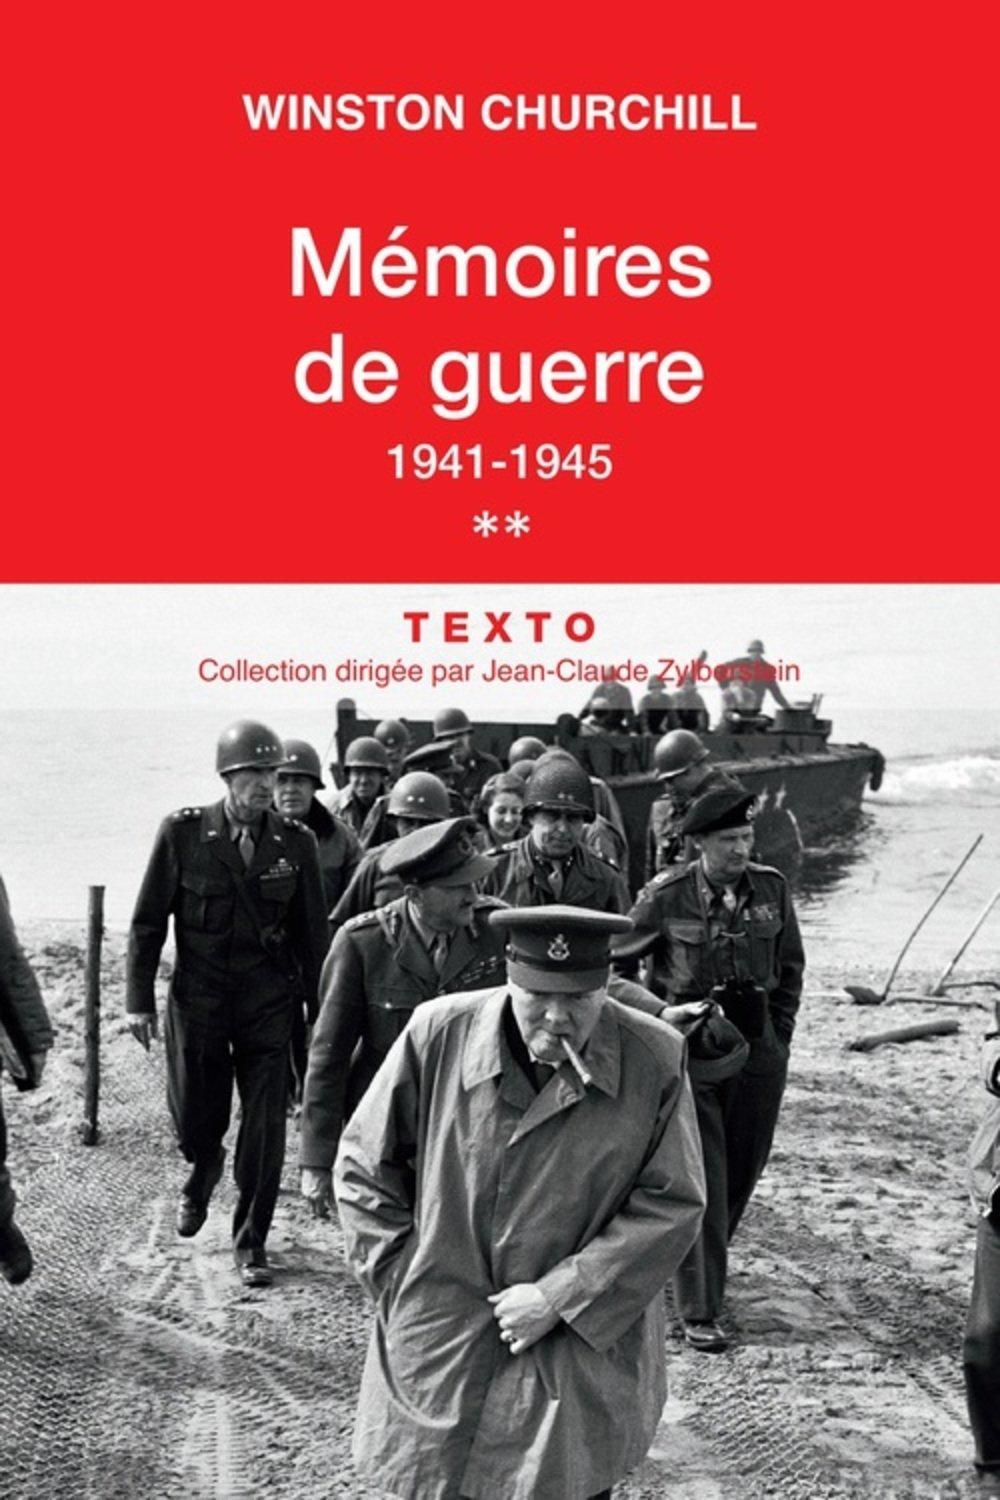 WINSTON CHURCHILL
Mémoires
de guerre
1941-1945
**
TEXTO
Collection dirigée par Jean-Claude Zylberstein